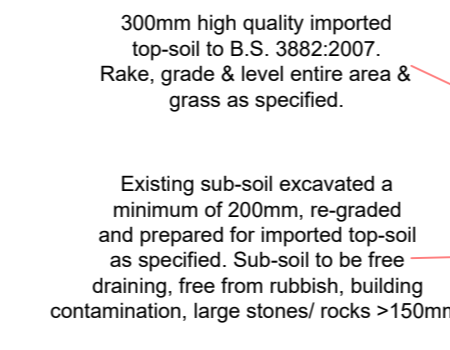 300mm high quality imported
top-soil to B.S. 3882:2007.
Rake, grade & level entire area &
grass as specified.
Existing sub-soil excavated a
minimum of 200mm, re-graded
and prepared for imported top-soil
as specified. Sub-soil to be free
draining, free from rubbish, building
contamination, large stones/ rocks >150mm